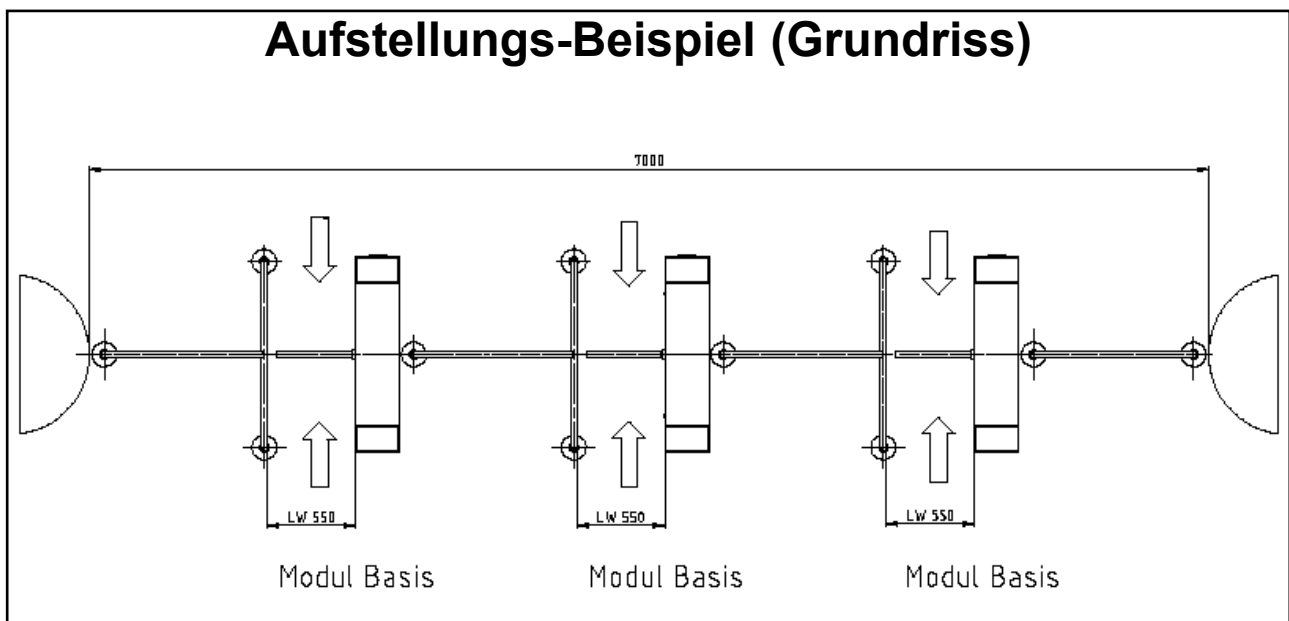 Aufstellungs-Beispiel (Grundriss)
7000
LW 550 LW 550 LW 550
Modul Basis Modul Basis Modul Basis